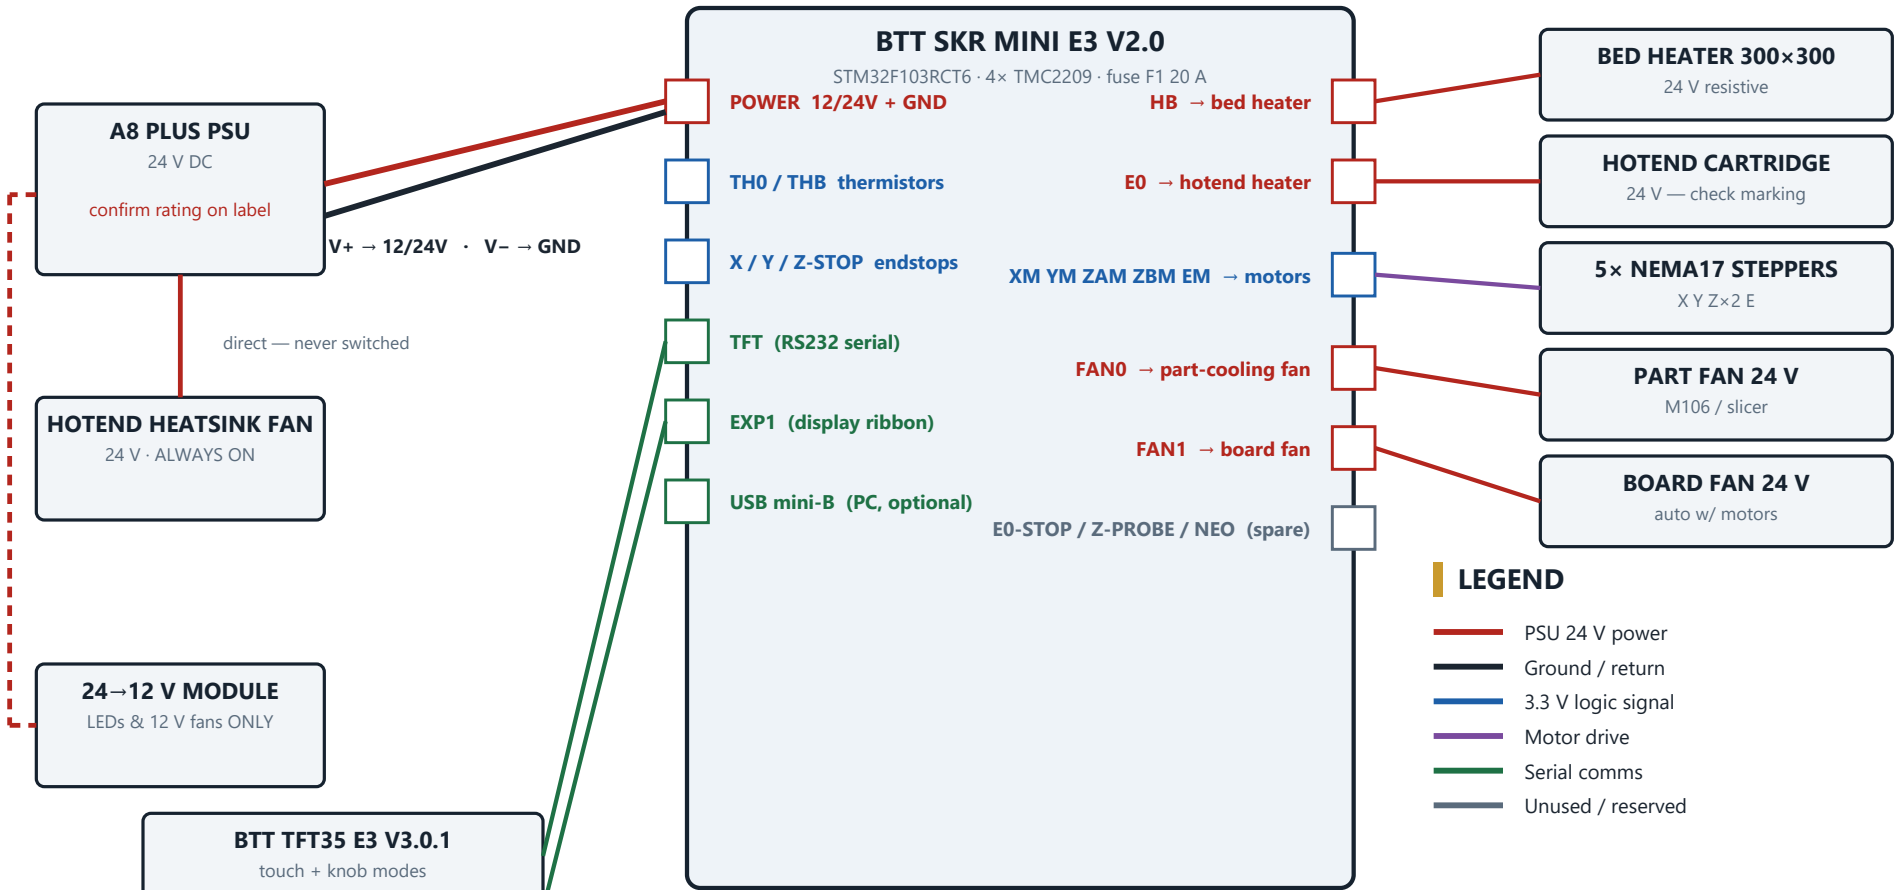 BTT SKR MINI E3 V2.0
STM32F103RCT6 · 4× TMC2209 · fuse F1 20 A
POWER 12/24V + GND
TH0 / THB thermistors
X / Y / Z-STOP endstops
TFT (RS232 serial)
EXP1 (display ribbon)
USB mini-B (PC, optional)
HB → bed heater
E0 → hotend heater
XM YM ZAM ZBM EM → motors
FAN0 → part-cooling fan
FAN1 → board fan
E0-STOP / Z-PROBE / NEO (spare)
A8 PLUS PSU
24 V DC
confirm rating on label
V+ → 12/24V · V− → GND
direct — never switched
HOTEND HEATSINK FAN
24 V · ALWAYS ON
24→12 V MODULE
LEDs & 12 V fans ONLY
BTT TFT35 E3 V3.0.1
touch + knob modes
BED HEATER 300×300
24 V resistive
HOTEND CARTRIDGE
24 V — check marking
5× NEMA17 STEPPERS
X Y Z×2 E
PART FAN 24 V
M106 / slicer
BOARD FAN 24 V
auto w/ motors
LEGEND
PSU 24 V power
Ground / return
3.3 V logic signal
Motor drive
Serial comms
Unused / reserved